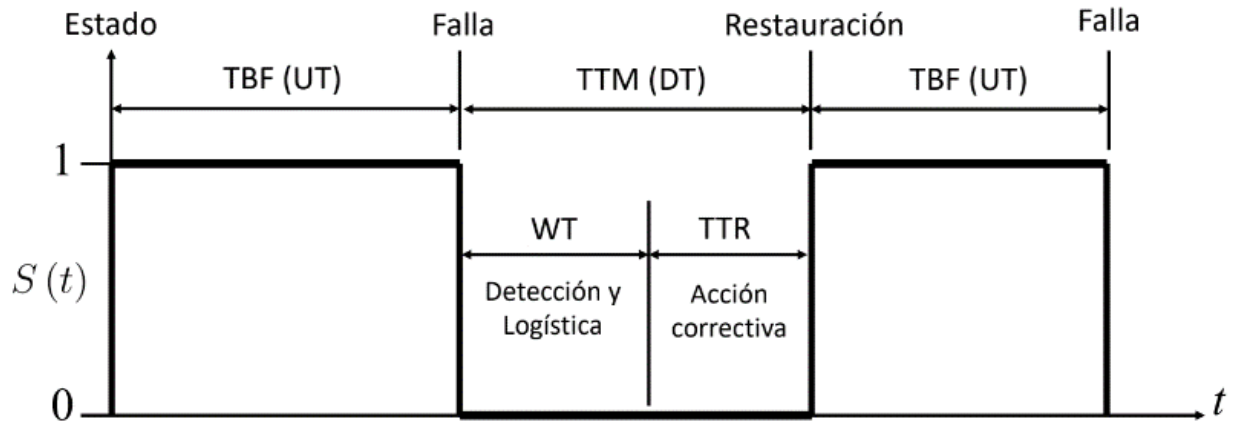 Estado
Falla
Restauración
Falla
TBF (UT)
TTM (DT)
TBF (UT)
1
WT
TTR
S (t)
Detección y
Logística
Acción
correctiva
0
t